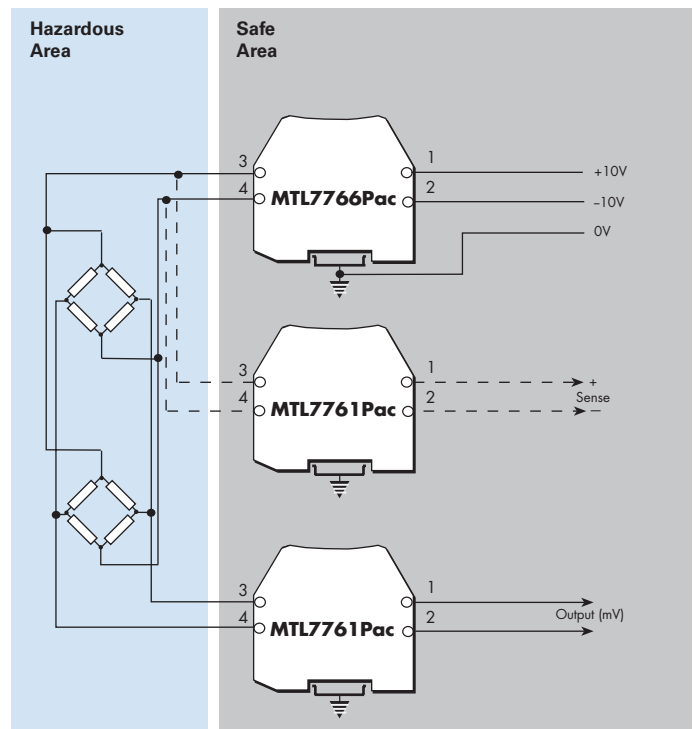 Hazardous
Area
Safe
Area
3
4
MTL7766Pac
1
2
+10V
–10V
0V
3
4
MTL7761Pac
1
2
+
Sense
–
3
4
MTL7761Pac
1
2
Output (mV)